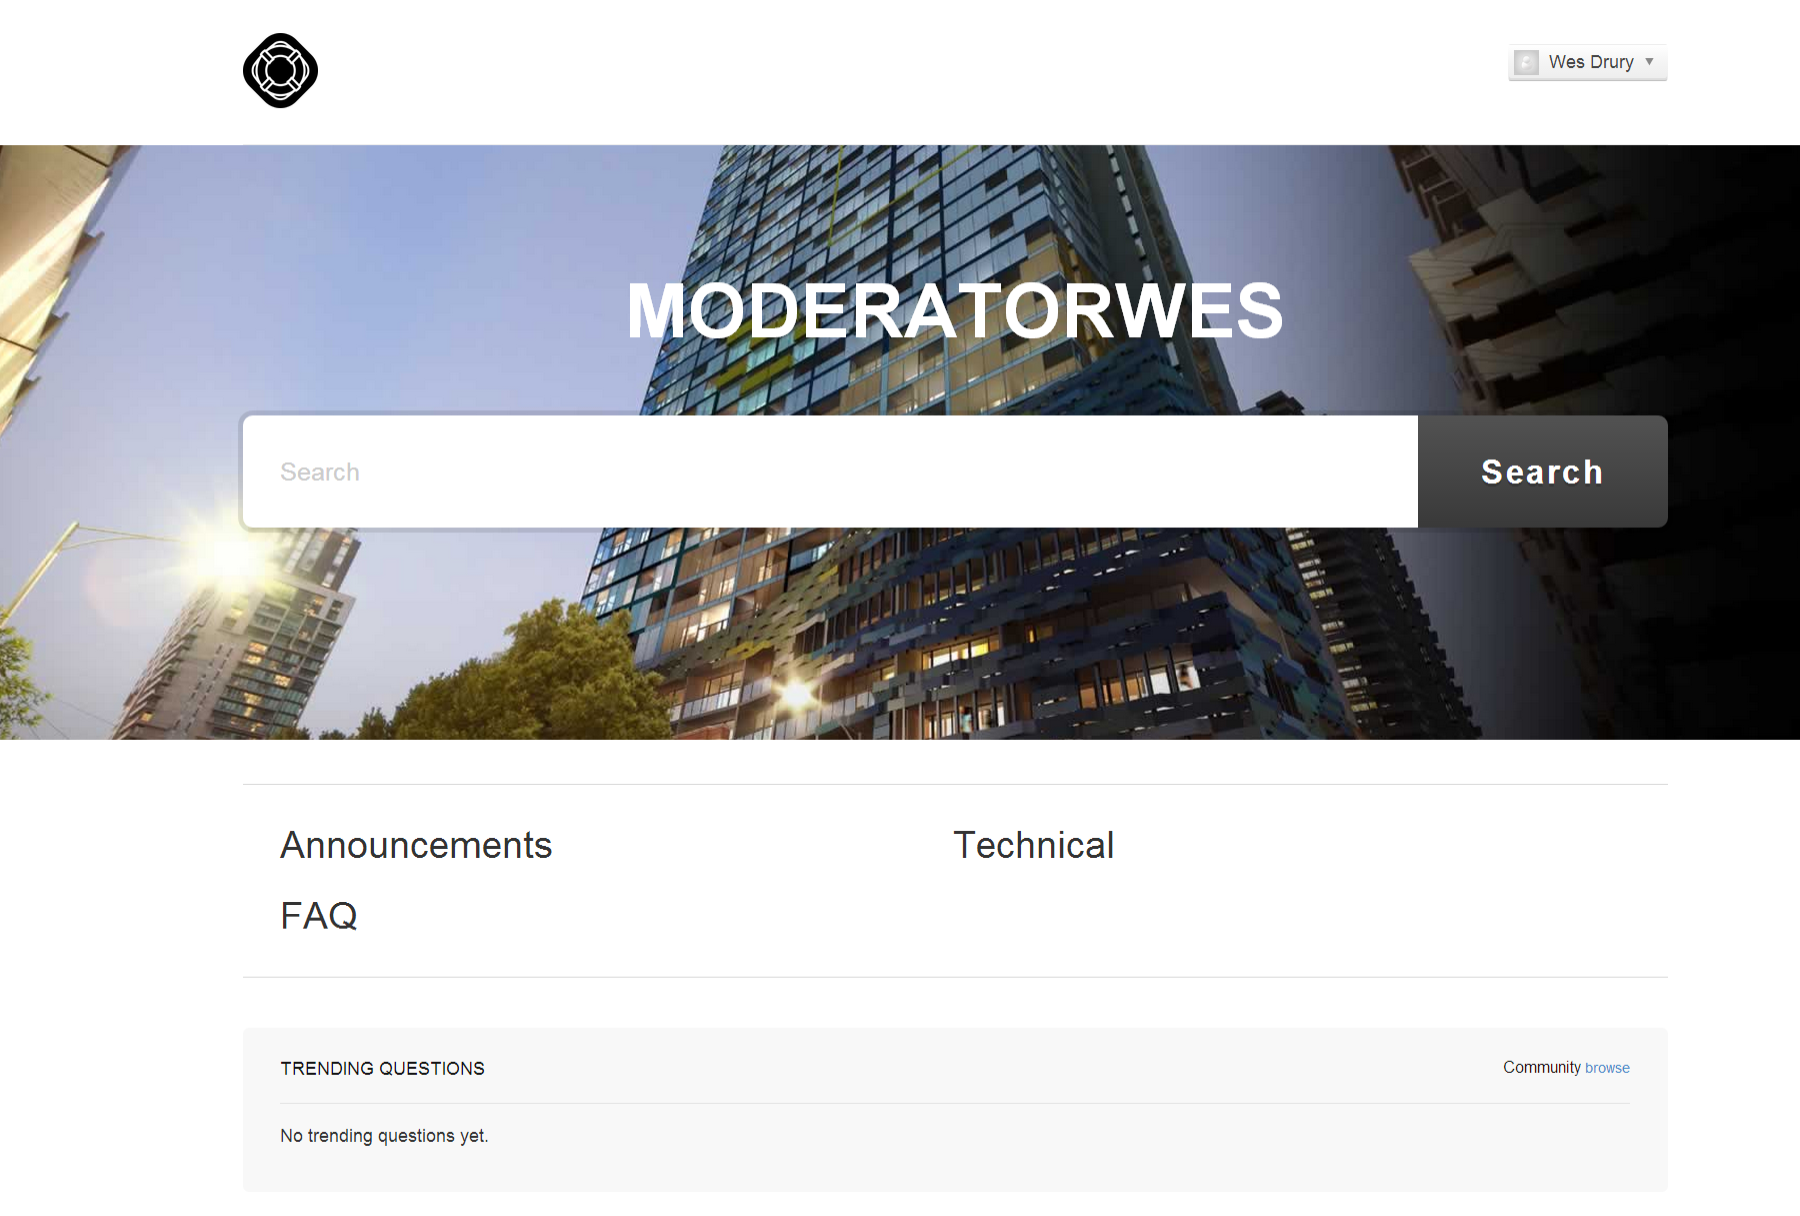 Wes Drury
MODERATORWES
Search
Search
Announcements
Technical
FAQ
TRENDING QUESTIONS
Community browse
No trending questions yet.